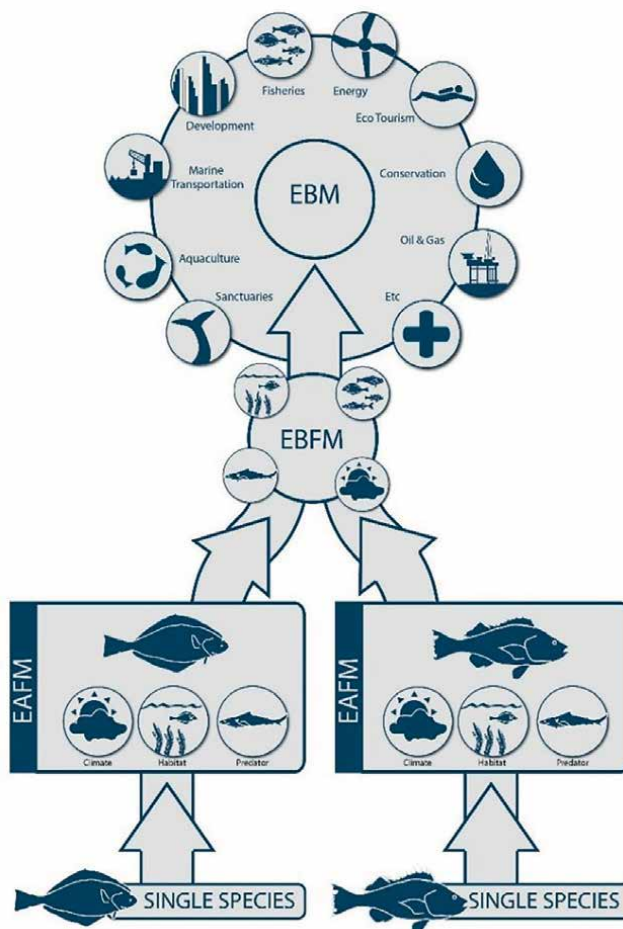 Fisheries
Energy
Development
Eco Tourism
Marine
Transportation
EBM
Conservation
Aquaculture
Oil & Gas
Sanctuaries
Etc
EBFM
EAFM
Climate
Habitat
Predator
EAFM
Climate
Habitat
Predator
SINGLE SPECIES
SINGLE SPECIES